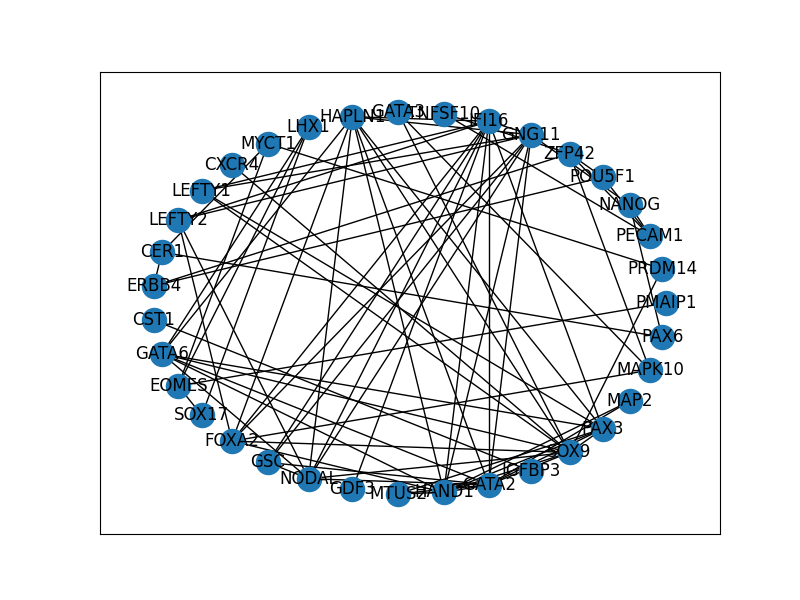 HAPLN1
GATA3
TNFSF10
IFI16
LHX1
GNG11
MYCT1
ZFP42
CXCR4
POU5F1
LEFTY1
NANOG
LEFTY2
PECAM1
CER1
PRDM14
ERBB4
PMAIP1
CST1
PAX6
GATA6
MAPK10
EOMES
MAP2
SOX17
PAX3
FOXA2
SOX9
GSC
IGFBP3
NODAL
GATA2
GDF3
MTUS2
HAND1